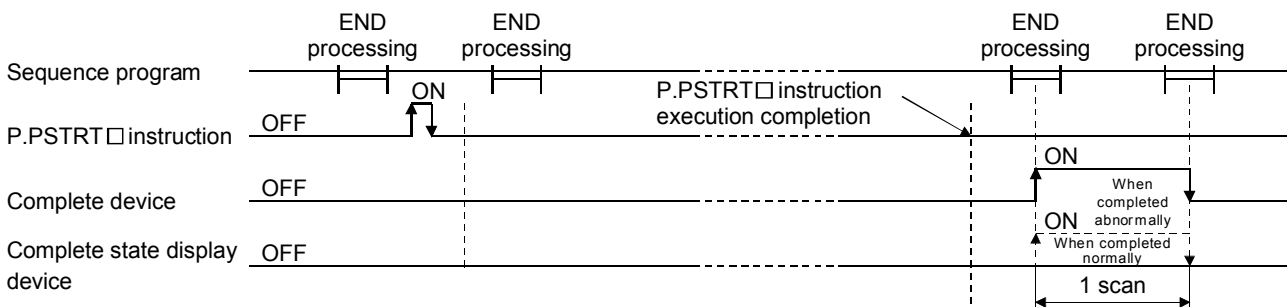 END
processing
END
processing
END
processing
END
processing
Sequence program
ON
P.PSTRT□ instruction
execution completion
P.PSTRT□ instruction
OFF
ON
Complete device
OFF
When
completed
abnormally
ON
Complete state display
device
OFF
When completed
normally
1 scan